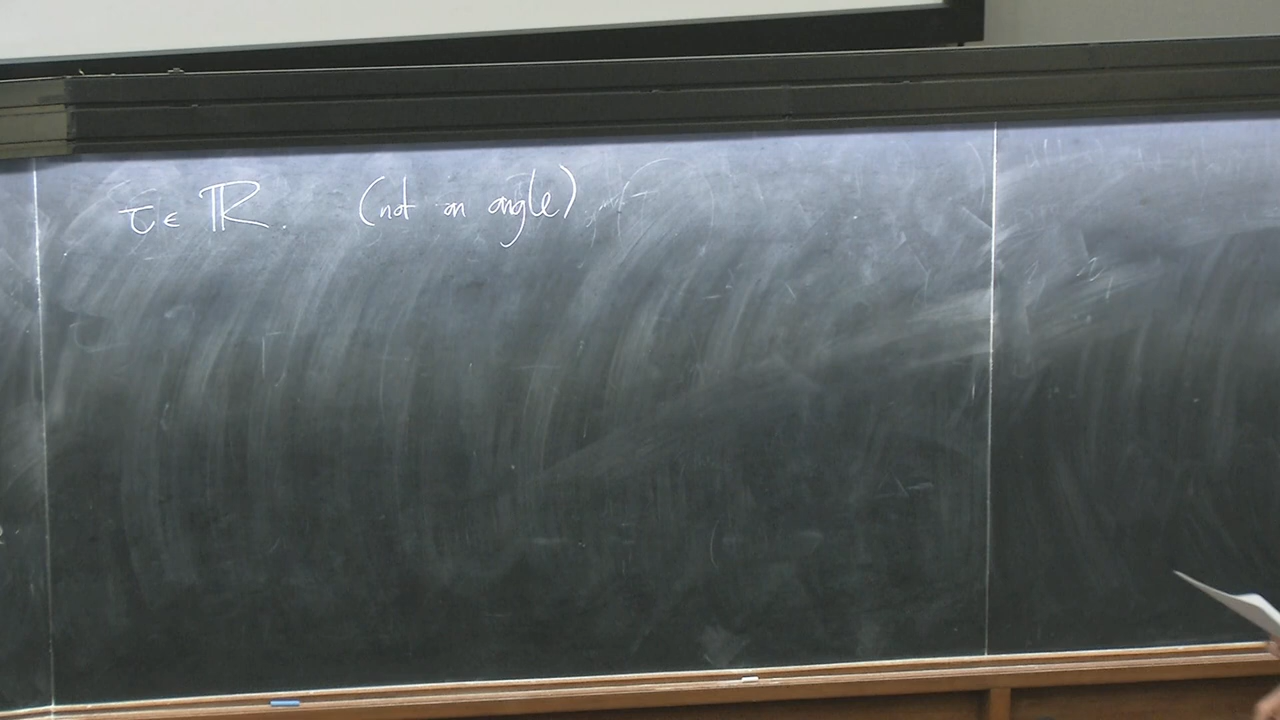 τ ∈ ℝ. (not an angle)